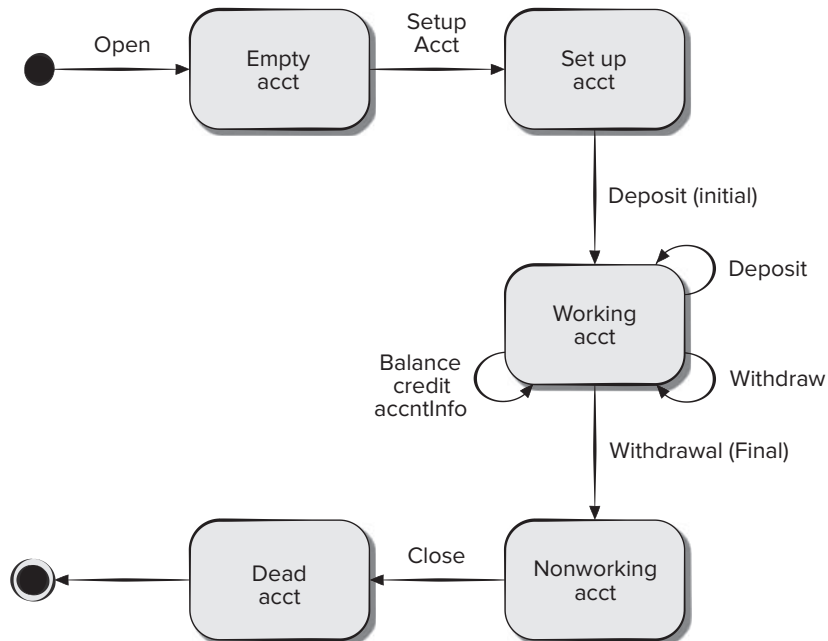 Open
Empty
acct
Setup
Acct
Set up
acct
Deposit (initial)
Deposit
Working
acct
Balance
credit
accntInfo
Withdraw
Withdrawal (Final)
Nonworking
acct
Close
Dead
acct